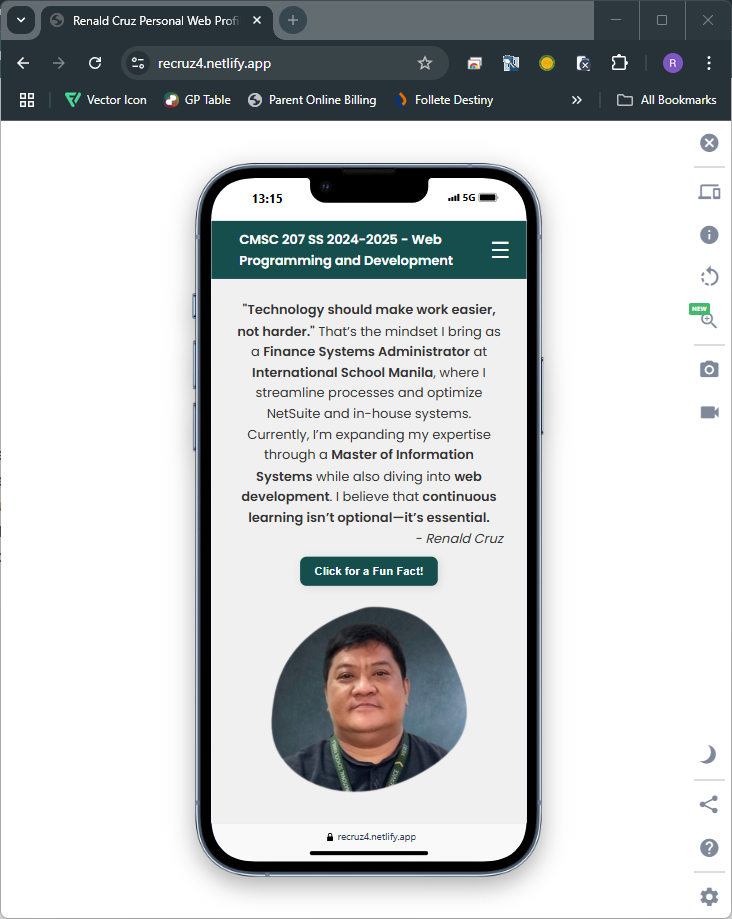 Renald Cruz Personal Web Profi
recruz4.netlify.app
R
Vector Icon
GP Table
Parent Online Billing
Follete Destiny
All Bookmarks
13:15
5G
CMSC 207 SS 2024-2025 - Web
Programming and Development
"Technology should make work easier,
not harder." That’s the mindset I bring as
a Finance Systems Administrator at
International School Manila, where I
streamline processes and optimize
NetSuite and in-house systems.
Currently, I’m expanding my expertise
through a Master of Information
Systems while also diving into web
development. I believe that continuous
learning isn’t optional—it’s essential.
- Renald Cruz
Click for a Fun Fact!
recruz4.netlify.app
NEW